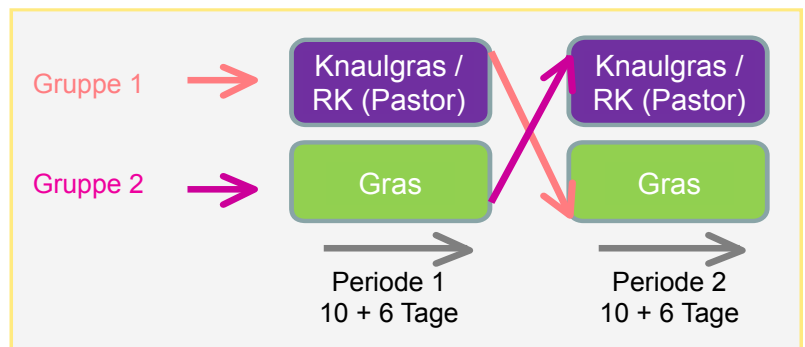 Gruppe 1
Knaulgras /
RK (Pastor)
Knaulgras /
RK (Pastor)
Gruppe 2
Gras
Gras
Periode 1
10 + 6 Tage
Periode 2
10 + 6 Tage